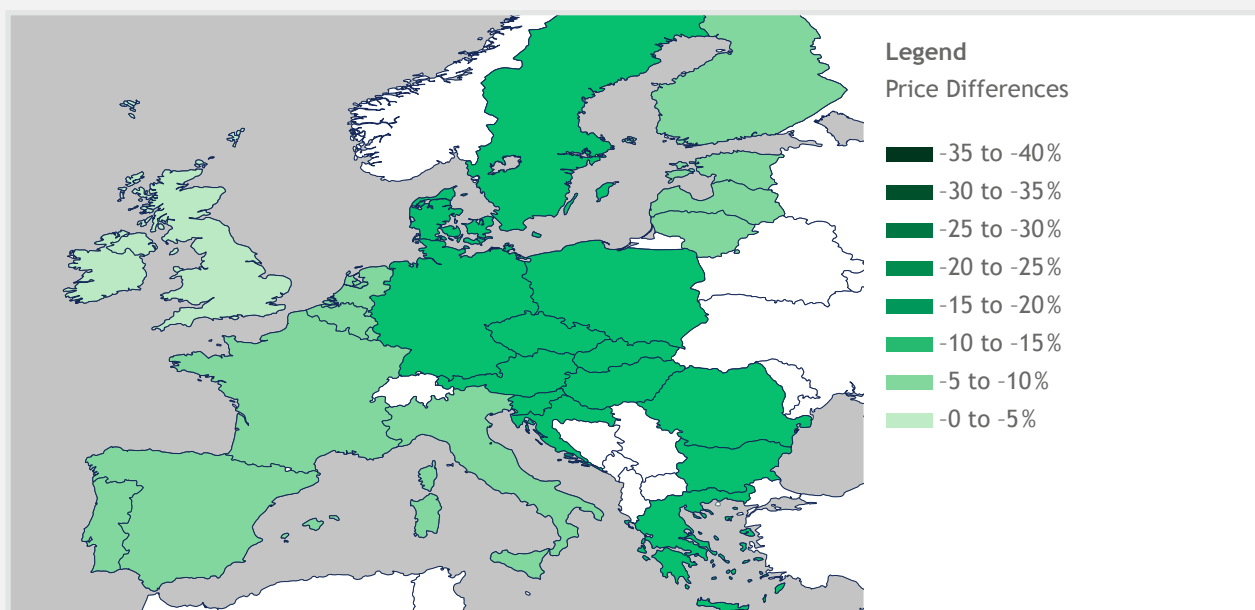 Legend
Price Differences
-35 to -40%
-30 to -35%
-25 to -30%
-20 to -25%
-15 to -20%
-10 to -15%
-5 to -10%
-0 to -5%